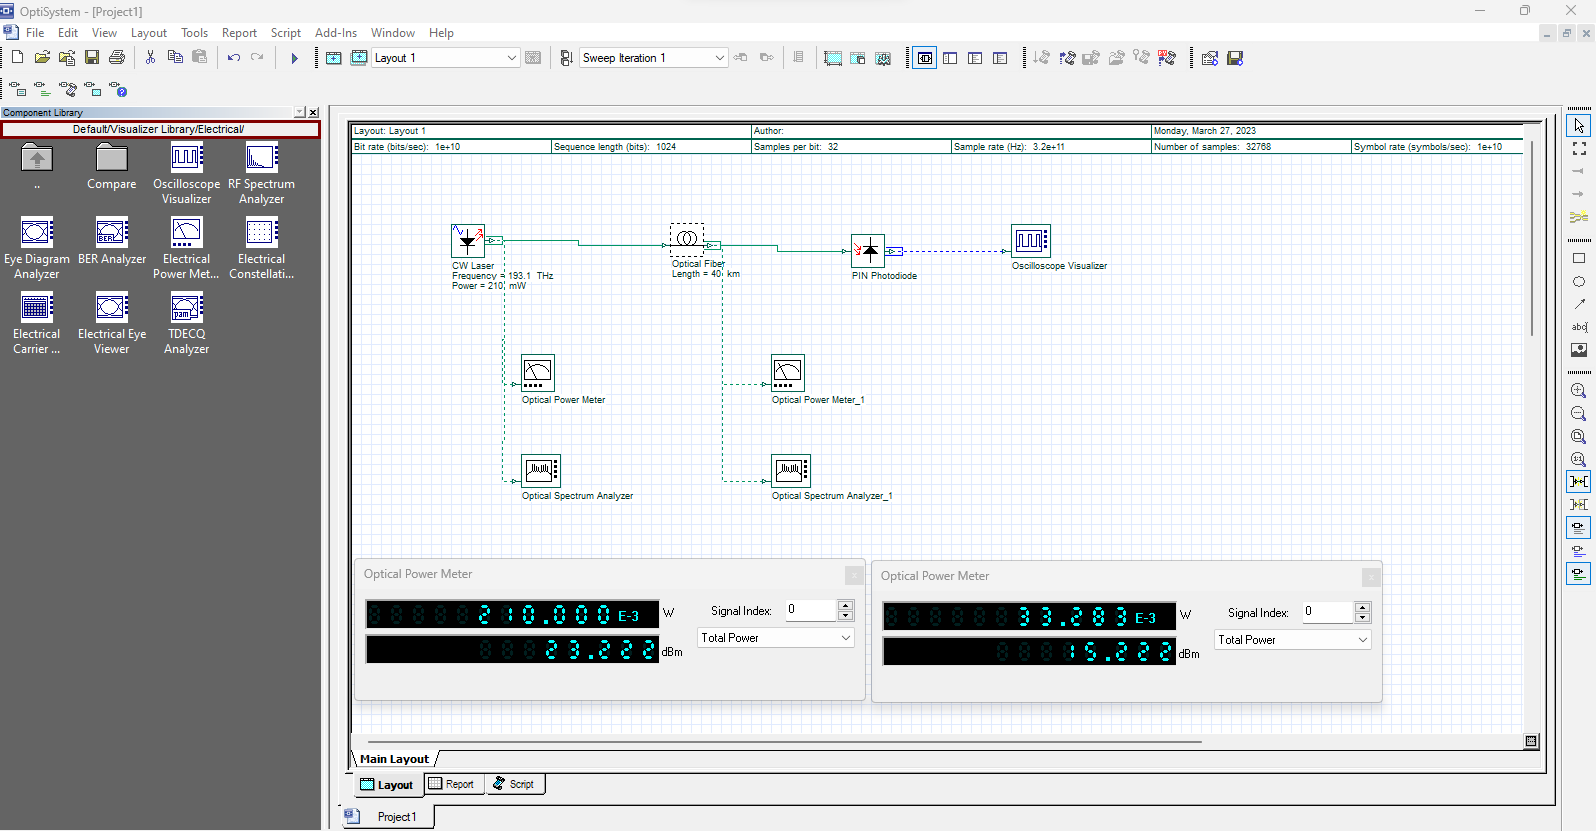 OptiSystem - [Project1]
File Edit View Layout Tools Report Script Add-Ins Window Help
Layout 1
Sweep Iteration 1
Component Library
Default/Visualizer Library/Electrical/
..
Compare
Oscilloscope
Visualizer
RF Spectrum
Analyzer
Eye Diagram
Analyzer
BER
BER Analyzer
Electrical
Power Met...
Electrical
Constellati...
Electrical
Carrier ...
Electrical Eye
Viewer
pam
TDECQ
Analyzer
Layout: Layout 1
Author:
Monday, March 27, 2023
Bit rate (bits/sec): 1e+10
Sequence length (bits): 1024
Samples per bit: 32
Sample rate (Hz): 3.2e+11
Number of samples: 32768
Symbol rate (symbols/sec): 1e+10
CW Laser
Frequency = 193.1 THz
Power = 210 mW
Optical Fiber
Length = 40 km
PIN Photodiode
Oscilloscope Visualizer
Optical Power Meter
Optical Power Meter_1
Optical Spectrum Analyzer
Optical Spectrum Analyzer_1
Optical Power Meter
210.000 E-3 W
23.222 dBm
Signal Index: 0
Total Power
Optical Power Meter
33.283 E-3 W
15.222 dBm
Signal Index: 0
Total Power
Main Layout
Layout Report Script
Project1
abc
1:1